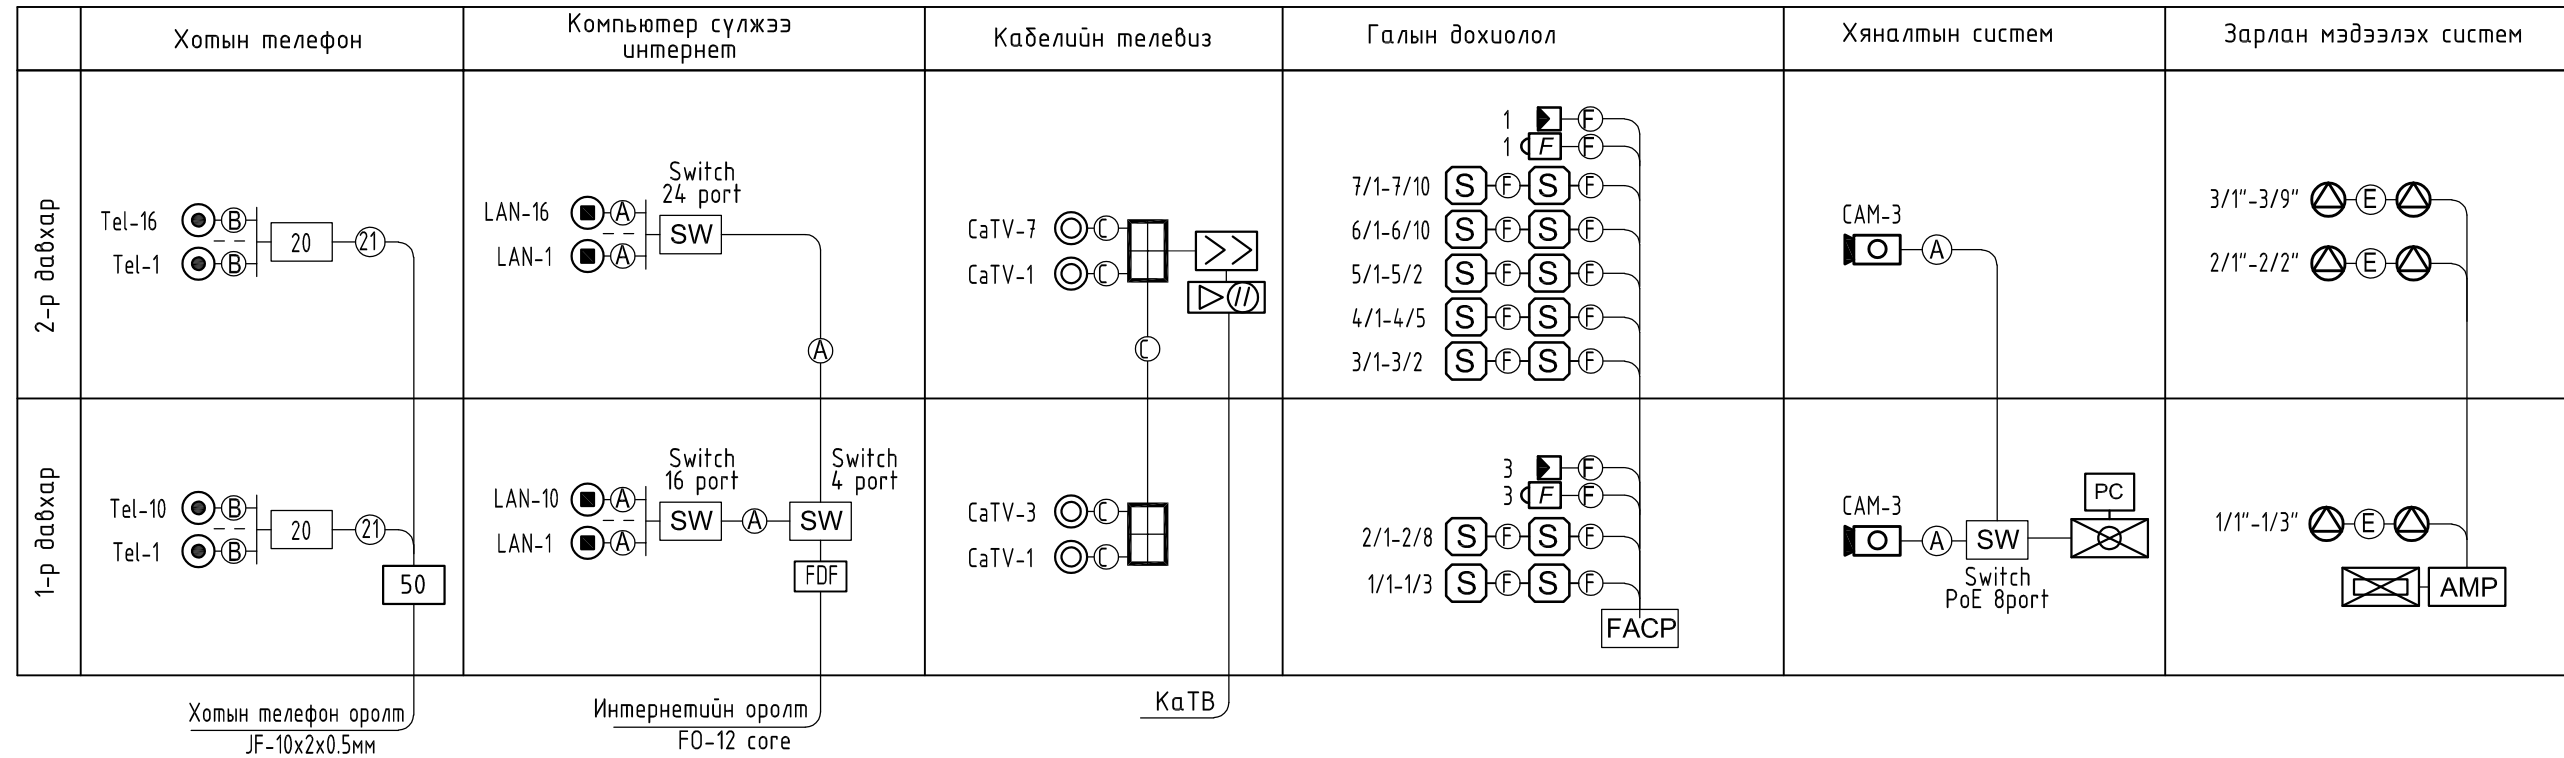 Хотын телефон
Компьютер сүлжээ
интернет
Кабелийн телевиз
Галын дохиолол
Хяналтын систем
Зарлан мэдээлэх систем
2-р давхар
Tel-16 B
20 21
Tel-1 B
Switch
24 port
LAN-16 A
SW
LAN-1 A
A
CaTV-7 C
CaTV-1 C
C
1 F
1 F F
7/1-7/10 S F S F
6/1-6/10 S F S F
5/1-5/2 S F S F
4/1-4/5 S F S F
3/1-3/2 S F S F
CAM-3
A
3/1"-3/9" E
2/1"-2/2" E
1-р давхар
Tel-10 B
20 21
Tel-1 B
50
Switch
16 port
Switch
4 port
LAN-10 A
SW A SW
LAN-1 A
FDF
CaTV-3 C
CaTV-1 C
3 F
3 F F
2/1-2/8 S F S F
1/1-1/3 S F S F
FACP
PC
CAM-3
A SW
Switch
PoE 8port
1/1"-1/3" E
AMP
Хотын телефон оролт
JF-10x2x0.5мм
Интернетийн оролт
FO-12 core
КаТВ